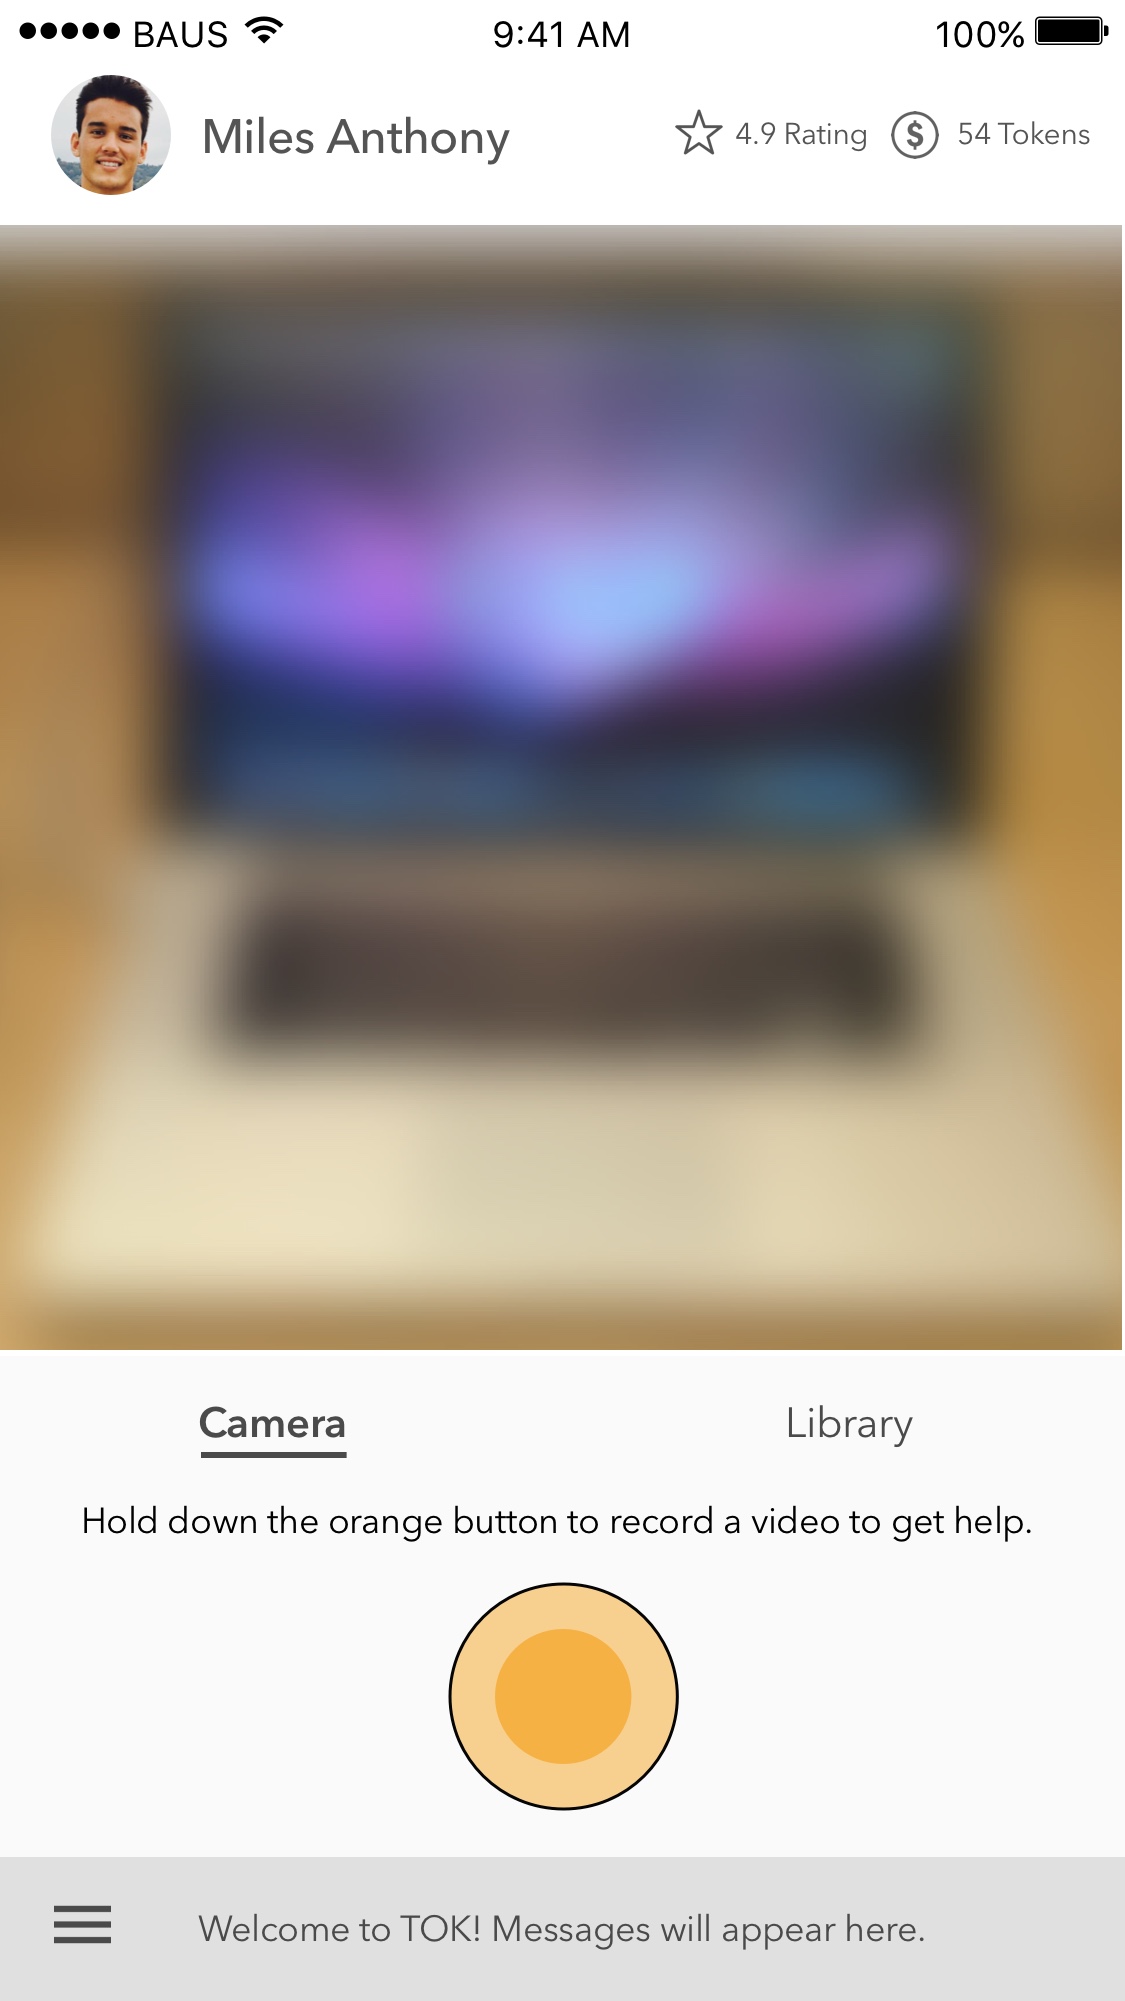 BAUS 9:41 AM 100%
Miles Anthony 4.9 Rating $ 54 Tokens
Camera Library
Hold down the orange button to record a video to get help.
Welcome to TOK! Messages will appear here.